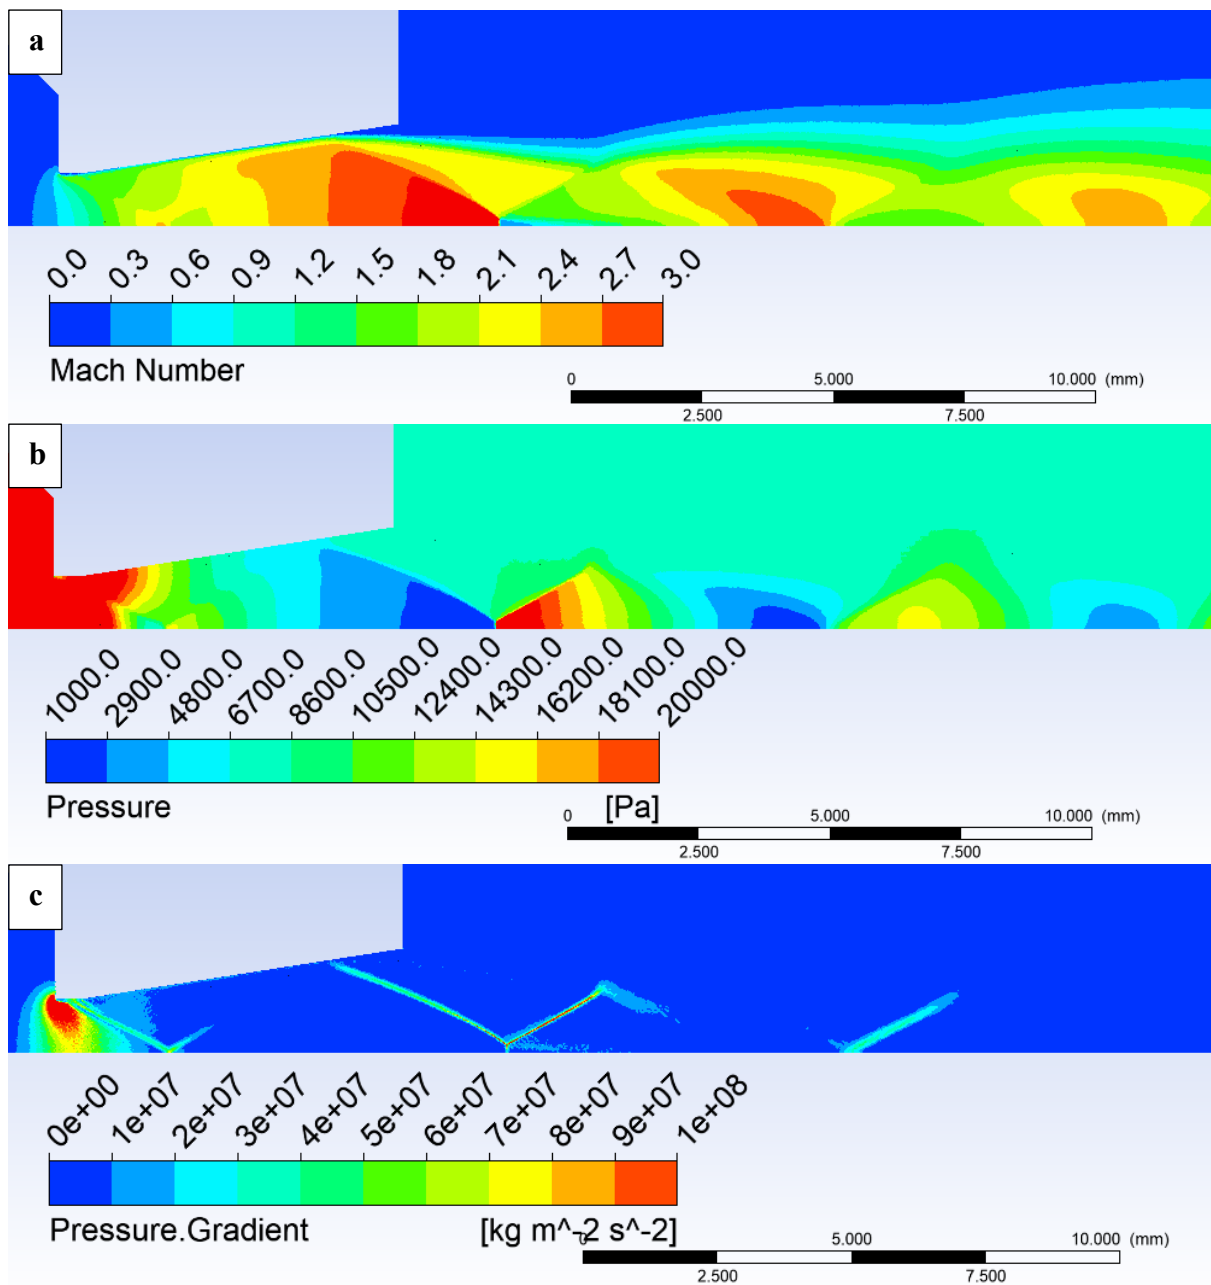 a
0.0 0.3 0.6 0.9 1.2 1.5 1.8 2.1 2.4 2.7 3.0
Mach Number
0 5.000 10.000 (mm)
2.500 7.500
b
1000.0 2900.0 4800.0 6700.0 8600.0 10500.0 12400.0 14300.0 16200.0 18100.0 20000.0
Pressure [Pa]
0 5.000 10.000 (mm)
2.500 7.500
c
0e+00 1e+07 2e+07 3e+07 4e+07 5e+07 6e+07 7e+07 8e+07 9e+07 1e+08
Pressure.Gradient [kg m^-2 s^-2]
0 5.000 10.000 (mm)
2.500 7.500